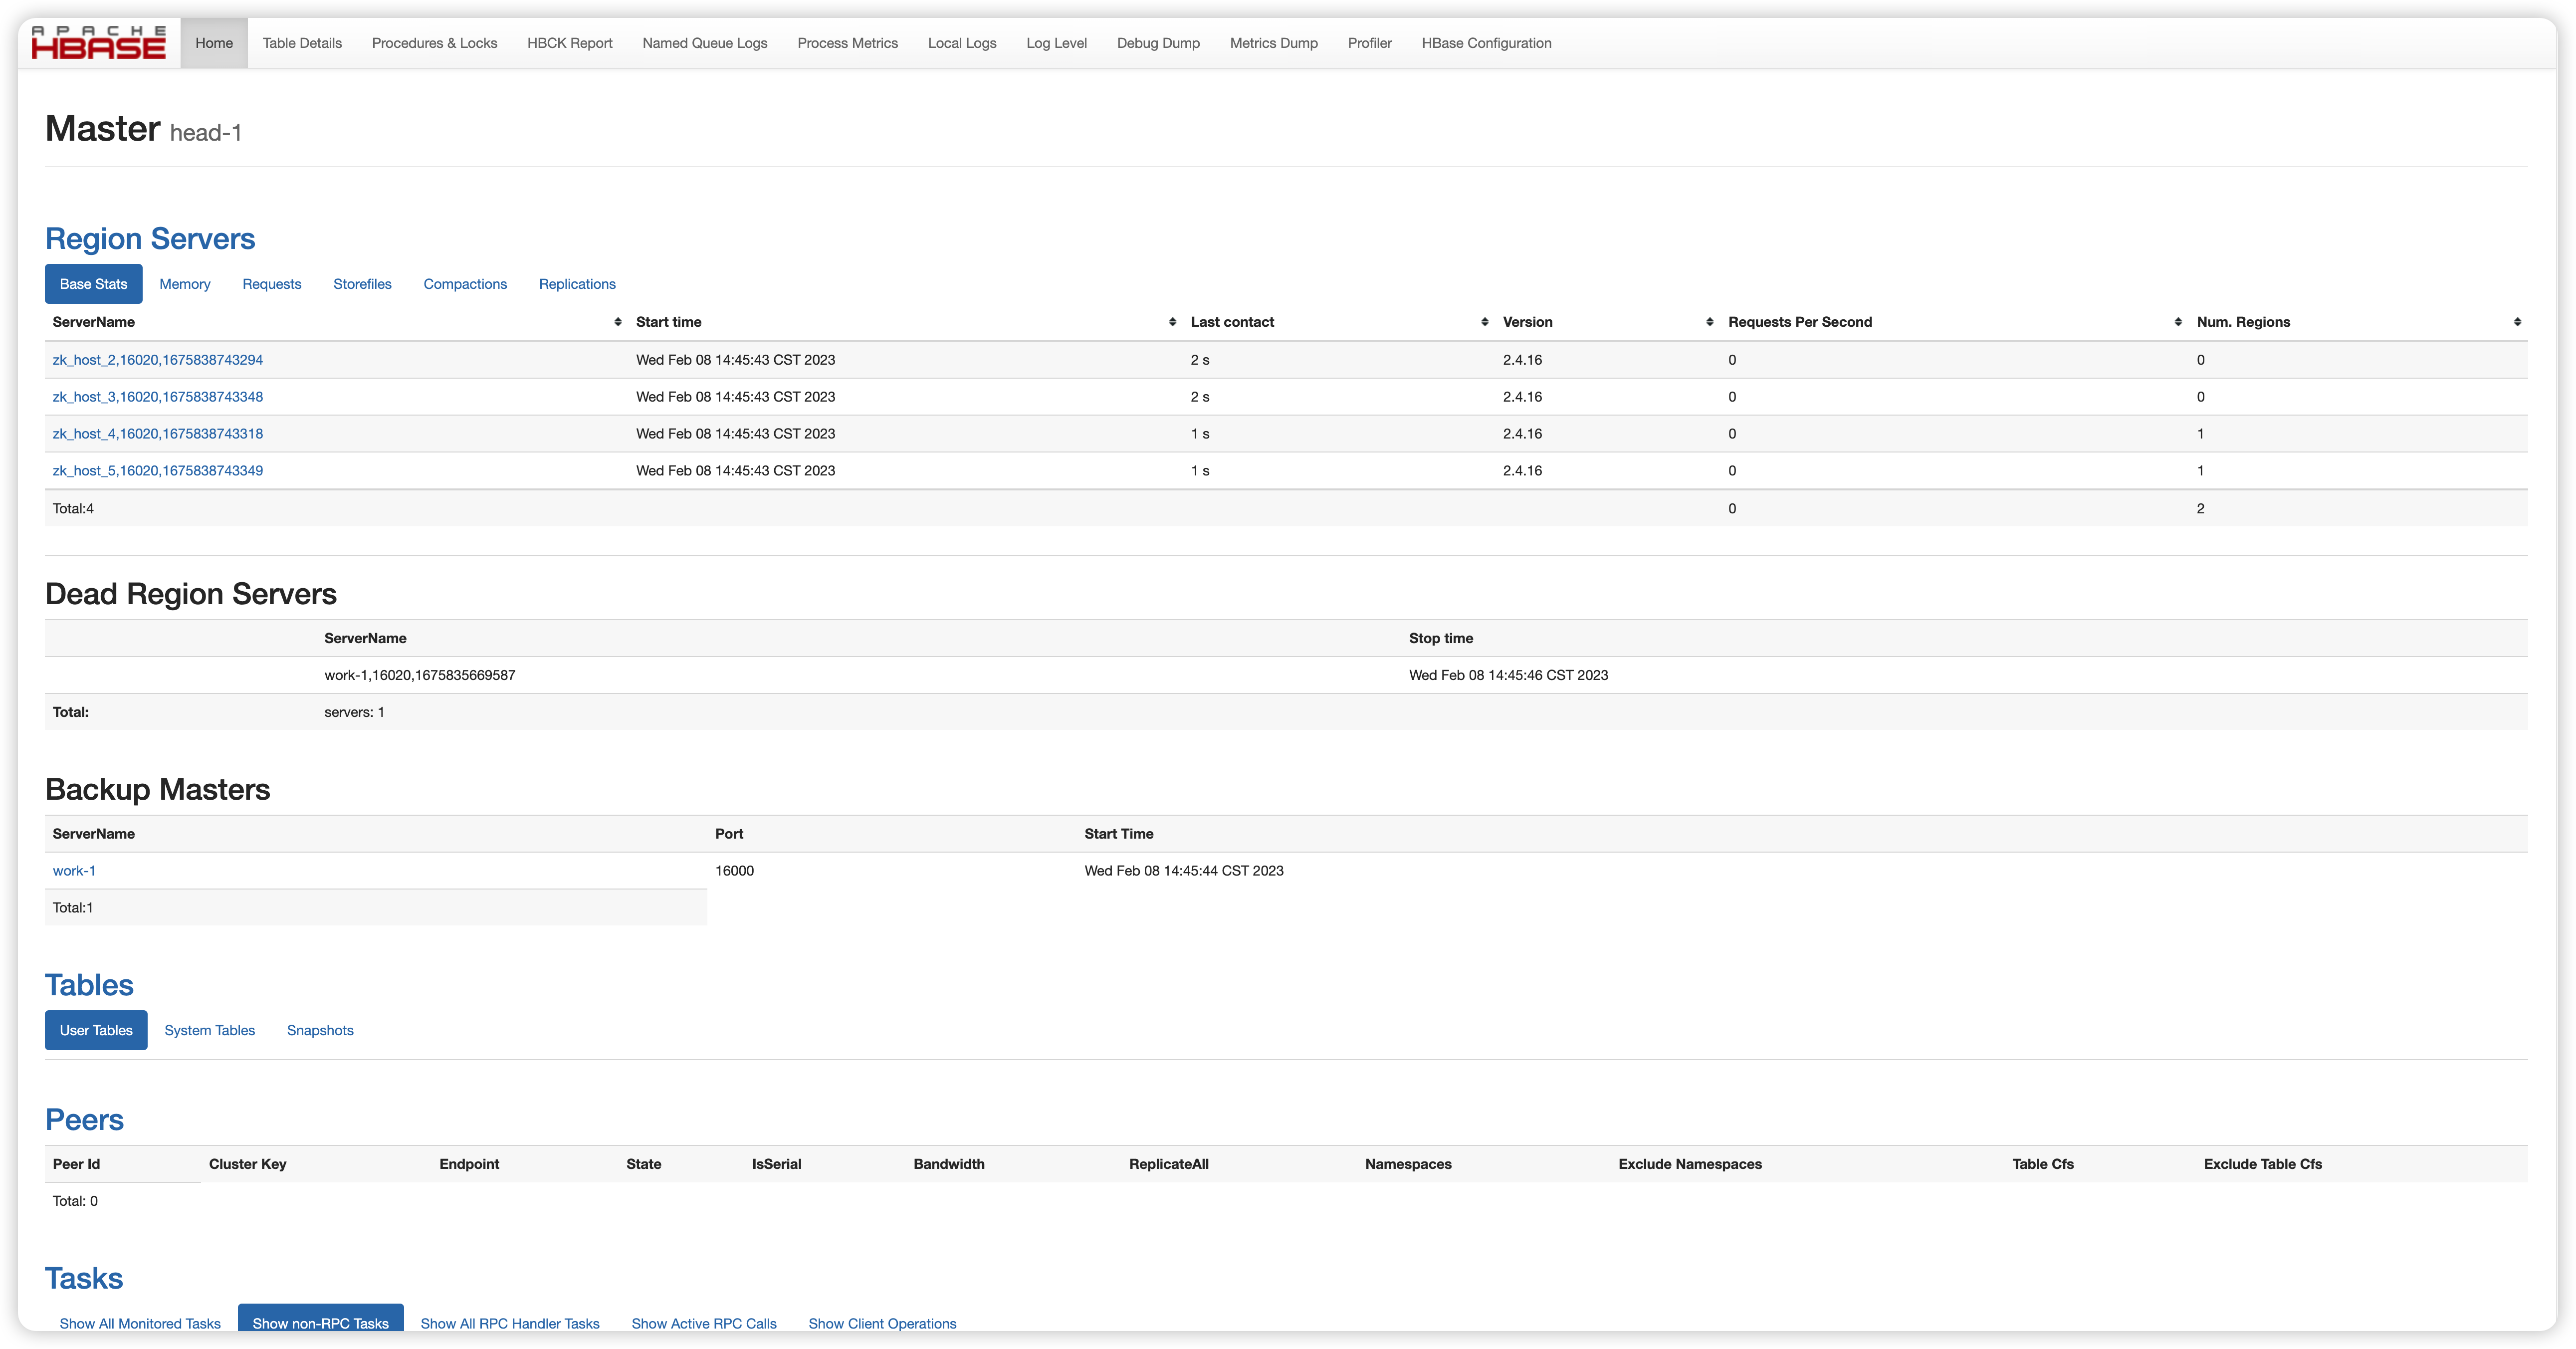 APACHE
HBASE
Home Table Details Procedures & Locks HBCK Report Named Queue Logs Process Metrics Local Logs Log Level Debug Dump Metrics Dump Profiler HBase Configuration
Master head-1
Region Servers
Base Stats Memory Requests Storefiles Compactions Replications
ServerName Start time Last contact Version Requests Per Second Num. Regions
zk_host_2,16020,1675838743294 Wed Feb 08 14:45:43 CST 2023 2 s 2.4.16 0 0
zk_host_3,16020,1675838743348 Wed Feb 08 14:45:43 CST 2023 2 s 2.4.16 0 0
zk_host_4,16020,1675838743318 Wed Feb 08 14:45:43 CST 2023 1 s 2.4.16 0 1
zk_host_5,16020,1675838743349 Wed Feb 08 14:45:43 CST 2023 1 s 2.4.16 0 1
Total:4 0 2
Dead Region Servers
ServerName Stop time
work-1,16020,1675835669587 Wed Feb 08 14:45:46 CST 2023
Total: servers: 1
Backup Masters
ServerName Port Start Time
work-1 16000 Wed Feb 08 14:45:44 CST 2023
Total:1
Tables
User Tables System Tables Snapshots
Peers
Peer Id Cluster Key Endpoint State IsSerial Bandwidth ReplicateAll Namespaces Exclude Namespaces Table Cfs Exclude Table Cfs
Total: 0
Tasks
Show All Monitored Tasks Show non-RPC Tasks Show All RPC Handler Tasks Show Active RPC Calls Show Client Operations